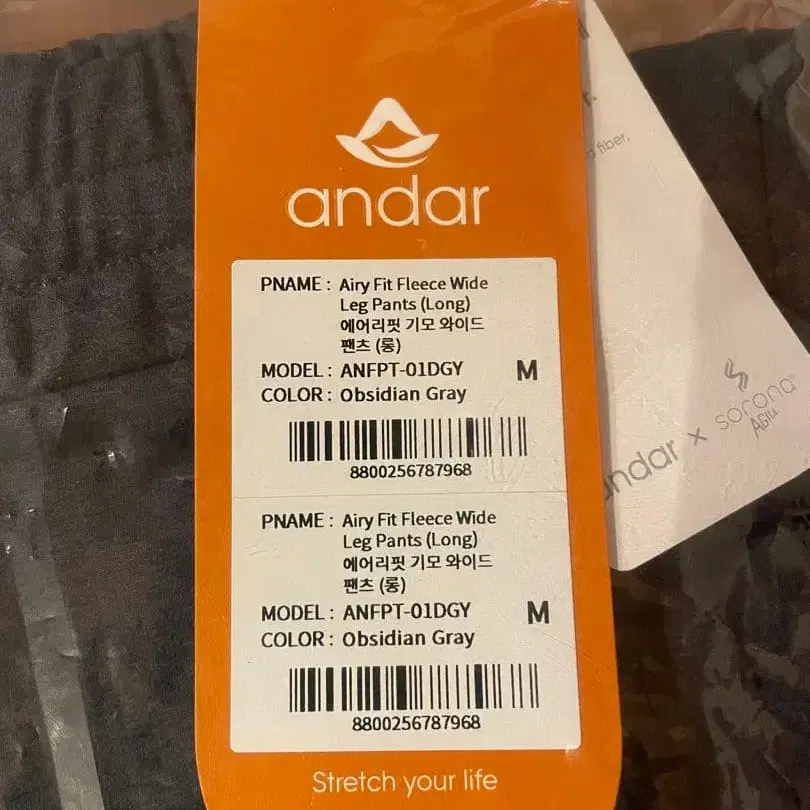 andar
PNAME : Airy Fit Fleece Wide
Leg Pants (Long)
에어리핏 기모 와이드
팬츠 (롱)
MODEL : ANFPT-01DGY M
COLOR : Obsidian Gray
8800256787968
PNAME : Airy Fit Fleece Wide
Leg Pants (Long)
에어리핏 기모 와이드
팬츠 (롱)
MODEL : ANFPT-01DGY M
COLOR : Obsidian Gray
8800256787968
Stretch your life
fiber,
andar × sorona
AGILE